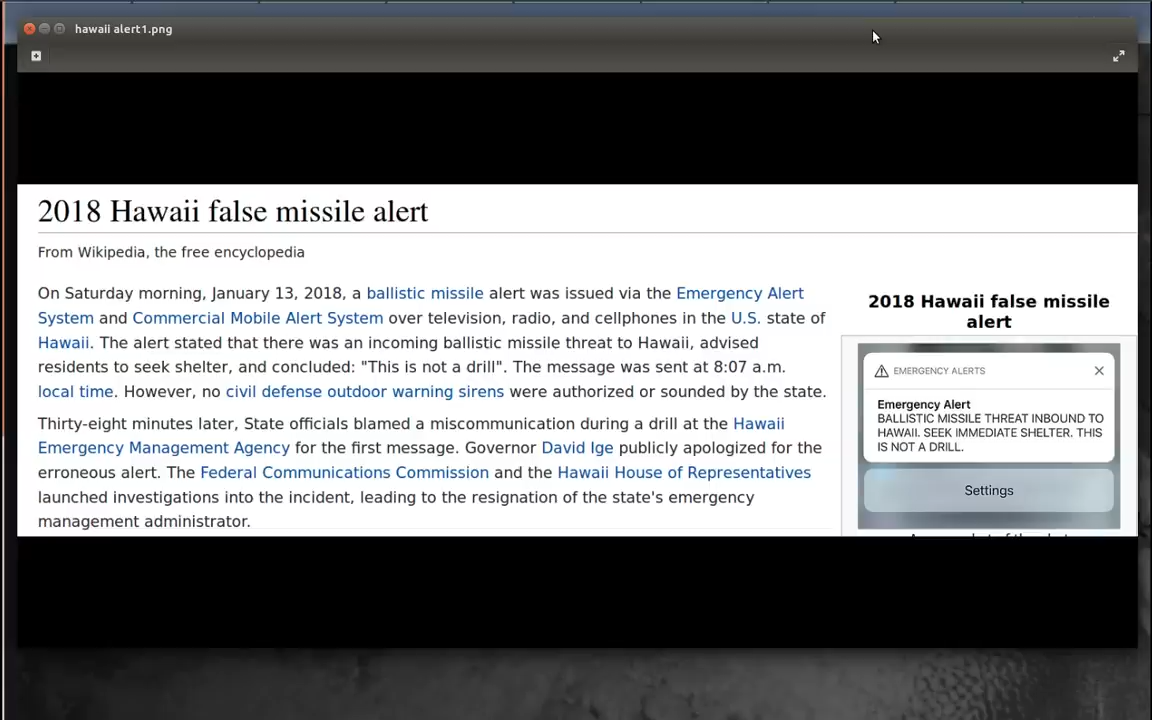 hawaii alert1.png
2018 Hawaii false missile alert
From Wikipedia, the free encyclopedia
On Saturday morning, January 13, 2018, a ballistic missile alert was issued via the Emergency Alert
System and Commercial Mobile Alert System over television, radio, and cellphones in the U.S. state of
Hawaii. The alert stated that there was an incoming ballistic missile threat to Hawaii, advised
residents to seek shelter, and concluded: "This is not a drill". The message was sent at 8:07 a.m.
local time. However, no civil defense outdoor warning sirens were authorized or sounded by the state.
Thirty-eight minutes later, State officials blamed a miscommunication during a drill at the Hawaii
Emergency Management Agency for the first message. Governor David Ige publicly apologized for the
erroneous alert. The Federal Communications Commission and the Hawaii House of Representatives
launched investigations into the incident, leading to the resignation of the state's emergency
management administrator.
2018 Hawaii false missile
alert
EMERGENCY ALERTS
Emergency Alert
BALLISTIC MISSILE THREAT INBOUND TO
HAWAII. SEEK IMMEDIATE SHELTER. THIS
IS NOT A DRILL.
Settings